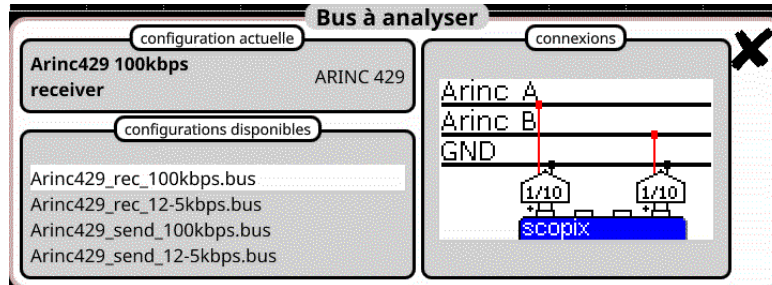 Bus à analyser
configuration actuelle
Arinc429 100kbps
receiver
ARINC 429
configurations disponibles
Arinc429_rec_100kbps.bus
Arinc429_rec_12-5kbps.bus
Arinc429_send_100kbps.bus
Arinc429_send_12-5kbps.bus
connexions
Arinc A
Arinc B
GND
1/10 1/10
+ +
scopix